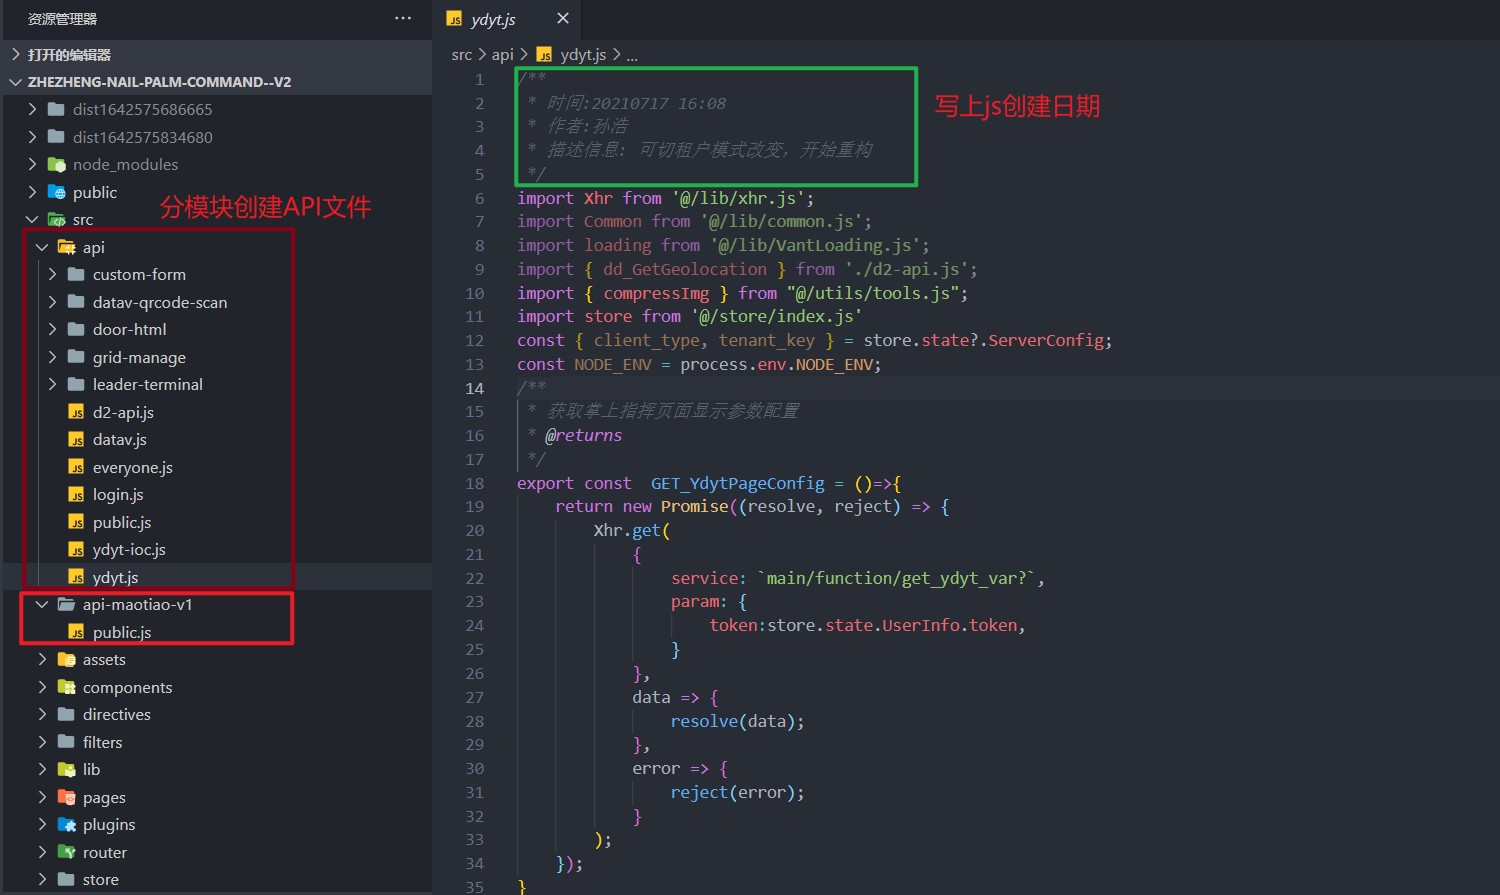 资源管理器
···
打开的编辑器
ZHEZHENG-NAIL-PALM-COMMAND--V2
dist1642575686665
dist1642575834680
node_modules
public
src
分模块创建API文件
api
custom-form
datav-qrcode-scan
door-html
grid-manage
leader-terminal
JS d2-api.js
JS datav.js
JS everyone.js
JS login.js
JS public.js
JS ydyt-ioc.js
JS ydyt.js
api-maotiao-v1
JS public.js
assets
components
directives
filters
lib
pages
plugins
router
store
JS ydyt.js ×
src > api > JS ydyt.js > ...
写上js创建日期
1 /**
2 * 时间:20210717 16:08
3 * 作者:孙浩
4 * 描述信息: 可切租户模式改变，开始重构
5 */
6 import Xhr from '@/lib/xhr.js';
7 import Common from '@/lib/common.js';
8 import loading from '@/lib/VantLoading.js';
9 import { dd_GetGeolocation } from './d2-api.js';
10 import { compressImg } from "@/utils/tools.js";
11 import store from '@/store/index.js'
12 const { client_type, tenant_key } = store.state?.ServerConfig;
13 const NODE_ENV = process.env.NODE_ENV;
14 /**
15 * 获取掌上指挥页面显示参数配置
16 * @returns
17 */
18 export const GET_YdytPageConfig = ()=>{
19 return new Promise((resolve, reject) => {
20 Xhr.get(
21 {
22 service: `main/function/get_ydyt_var?`,
23 param: {
24 token:store.state.UserInfo.token,
25 }
26 },
27 data => {
28 resolve(data);
29 },
30 error => {
31 reject(error);
32 }
33 );
34 });
35 }